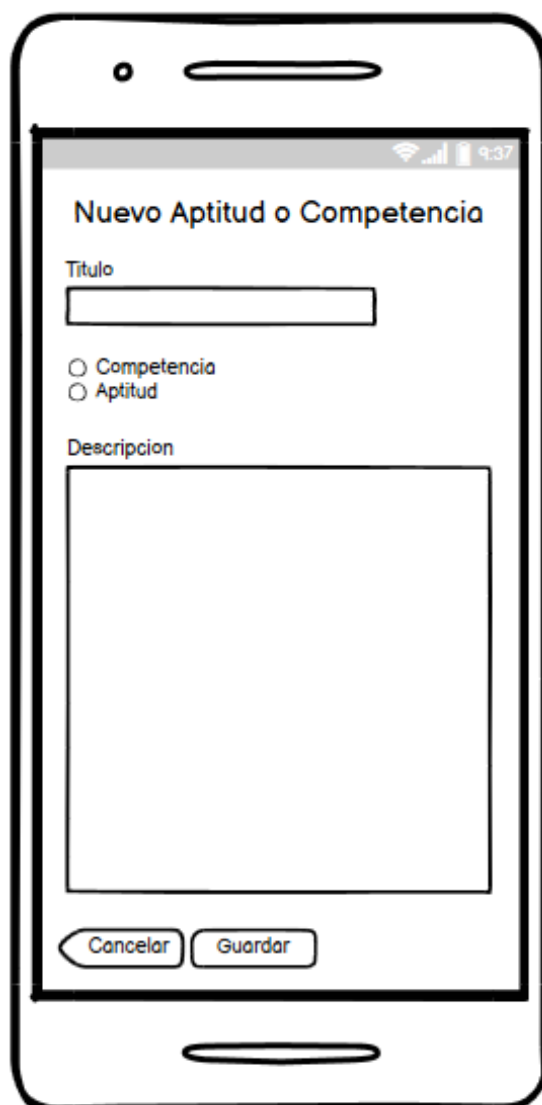 9:37
Nuevo Aptitud o Competencia
Titulo
Competencia
Aptitud
Descripcion
Cancelar Guardar